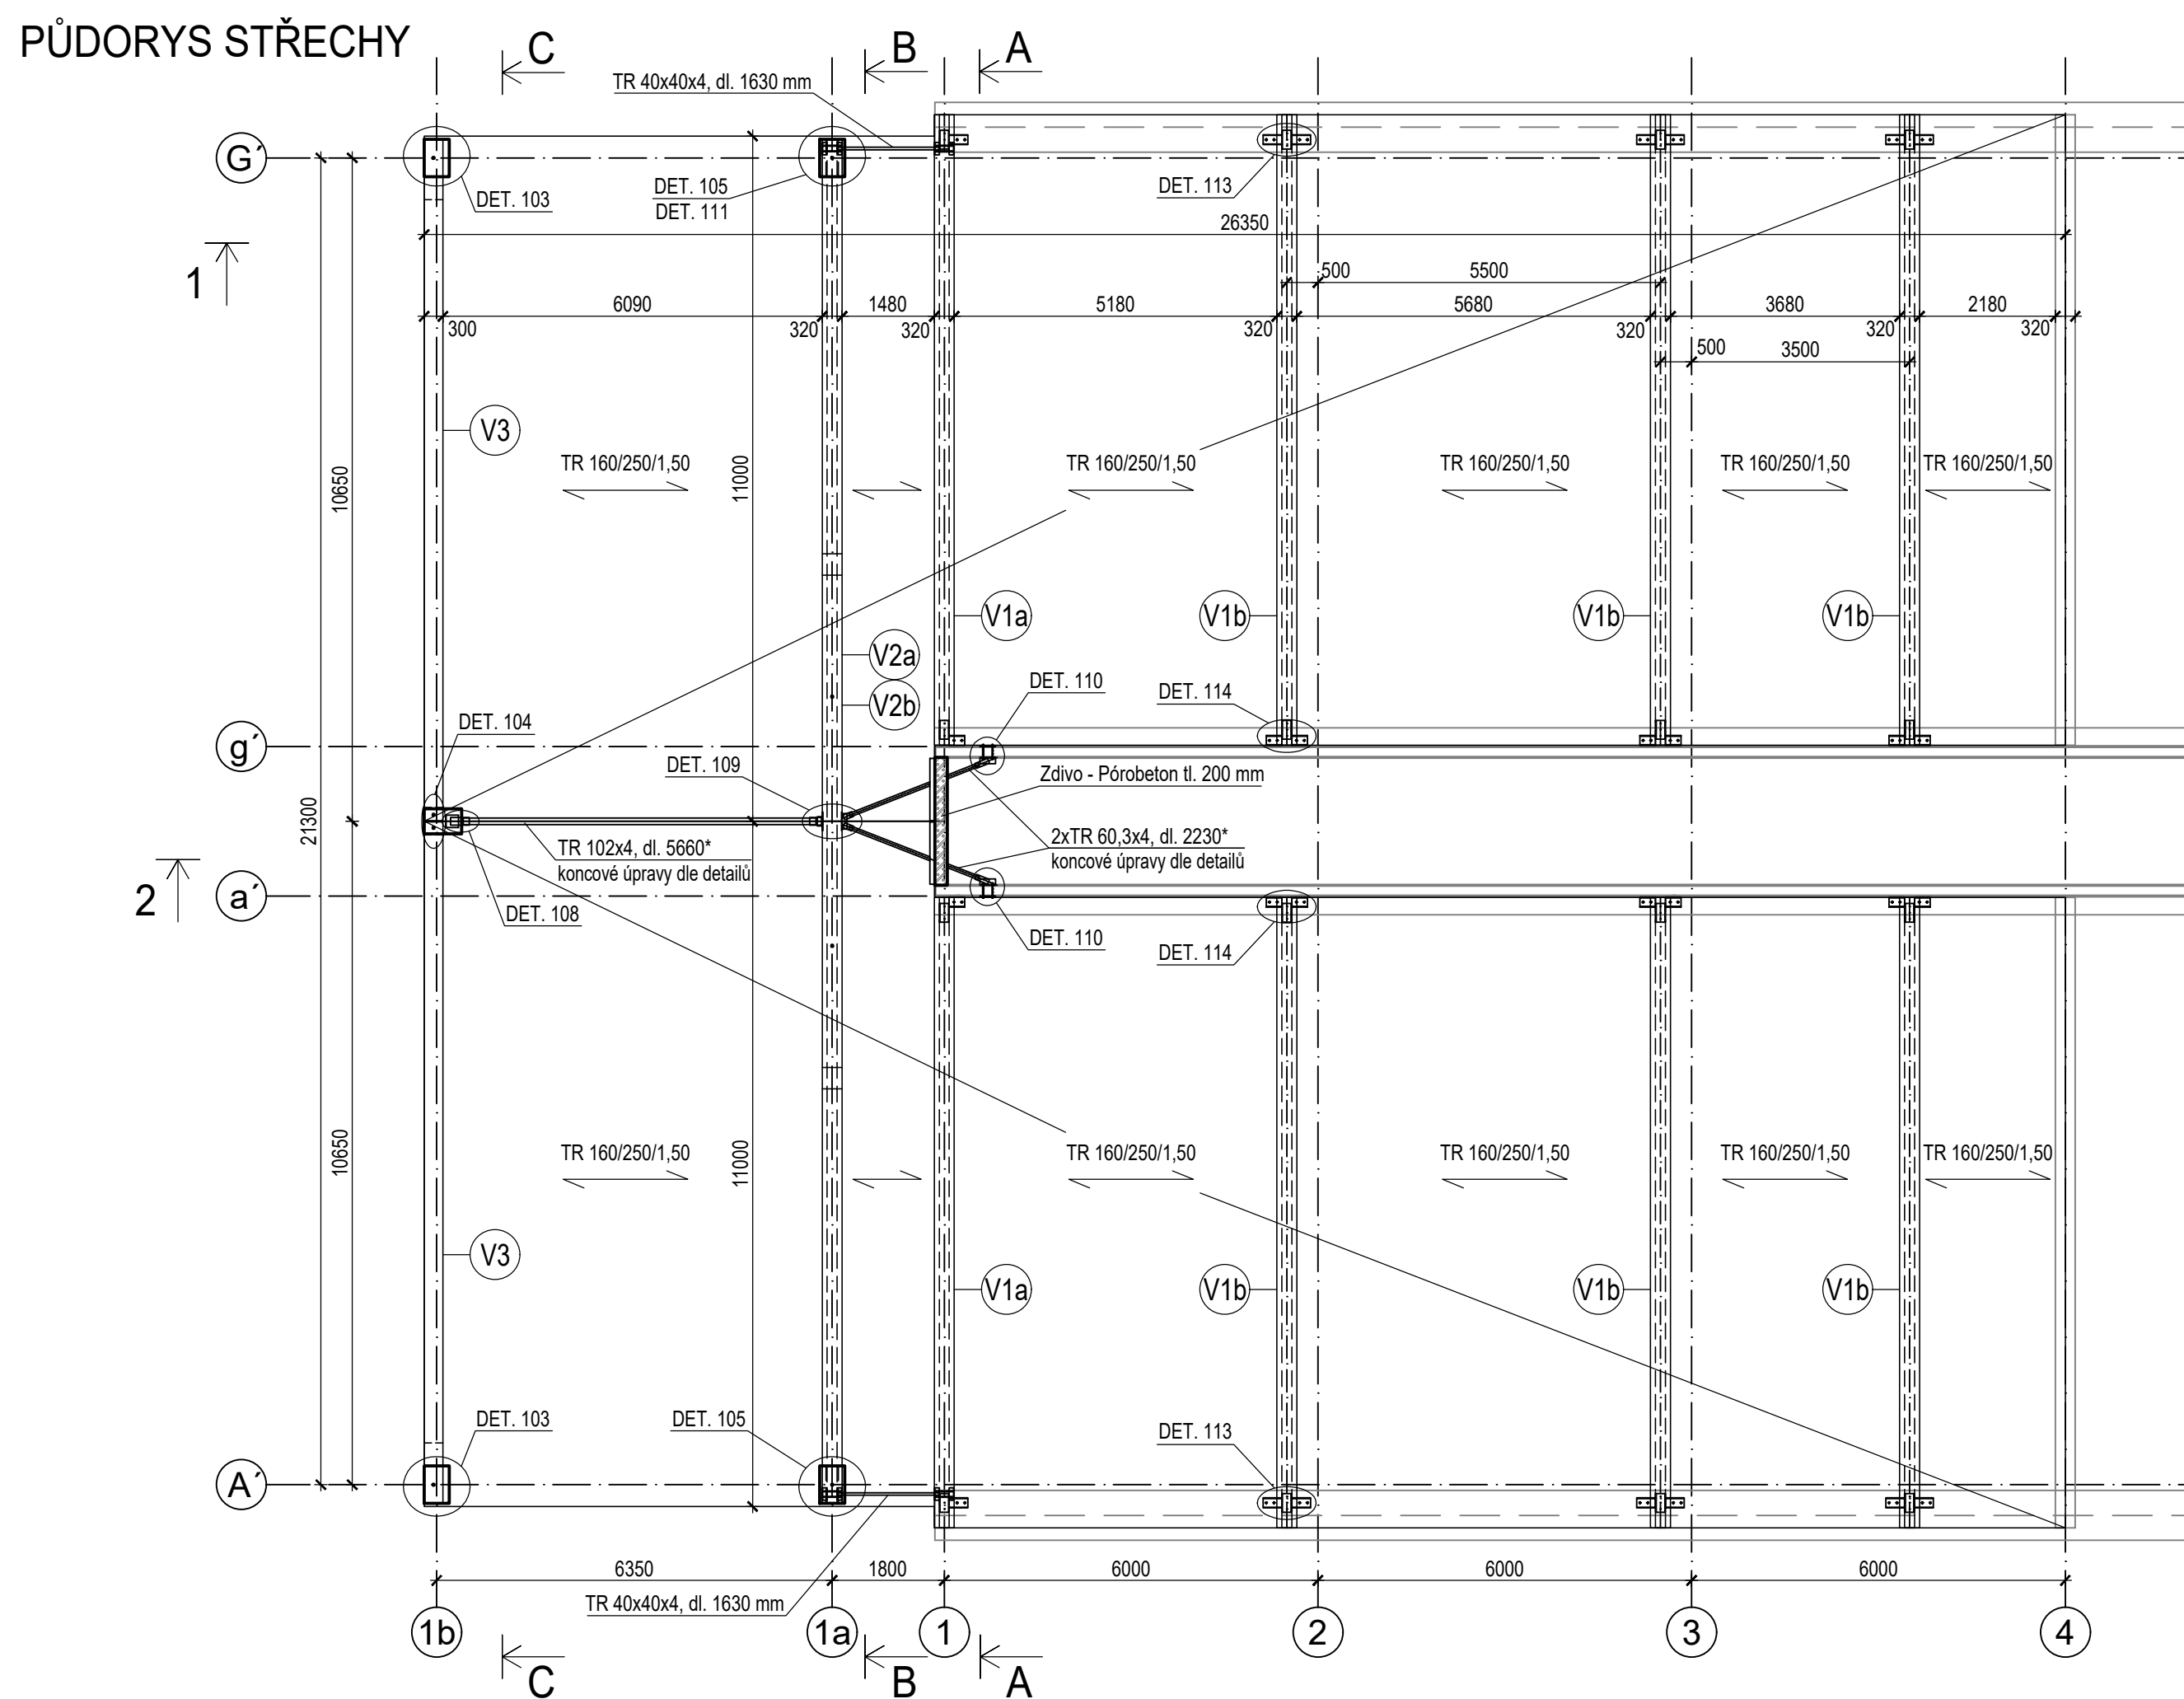 PŮDORYS STŘECHY
C
B
A
TR 40x40x4, dl. 1630 mm
G´
DET. 103
DET. 105
DET. 111
DET. 113
26350
1
500
5500
6090
1480
5180
5680
3680
2180
300
320
320
320
320
320
320
500
3500
V3
TR 160/250/1,50
TR 160/250/1,50
TR 160/250/1,50
TR 160/250/1,50
TR 160/250/1,50
10650
11000
V1a
V1b
V1b
V1b
V2a
V2b
DET. 110
DET. 114
DET. 104
g´
DET. 109
Zdivo - Pórobeton tl. 200 mm
21300
TR 102x4, dl. 5660*
koncové úpravy dle detailů
2xTR 60,3x4, dl. 2230*
koncové úpravy dle detailů
2
a´
DET. 108
DET. 110
DET. 114
10650
11000
TR 160/250/1,50
TR 160/250/1,50
TR 160/250/1,50
TR 160/250/1,50
TR 160/250/1,50
V3
V1a
V1b
V1b
V1b
DET. 103
DET. 105
DET. 113
A´
6350
1800
6000
6000
6000
TR 40x40x4, dl. 1630 mm
1b
1a
1
2
3
4
C
B
A